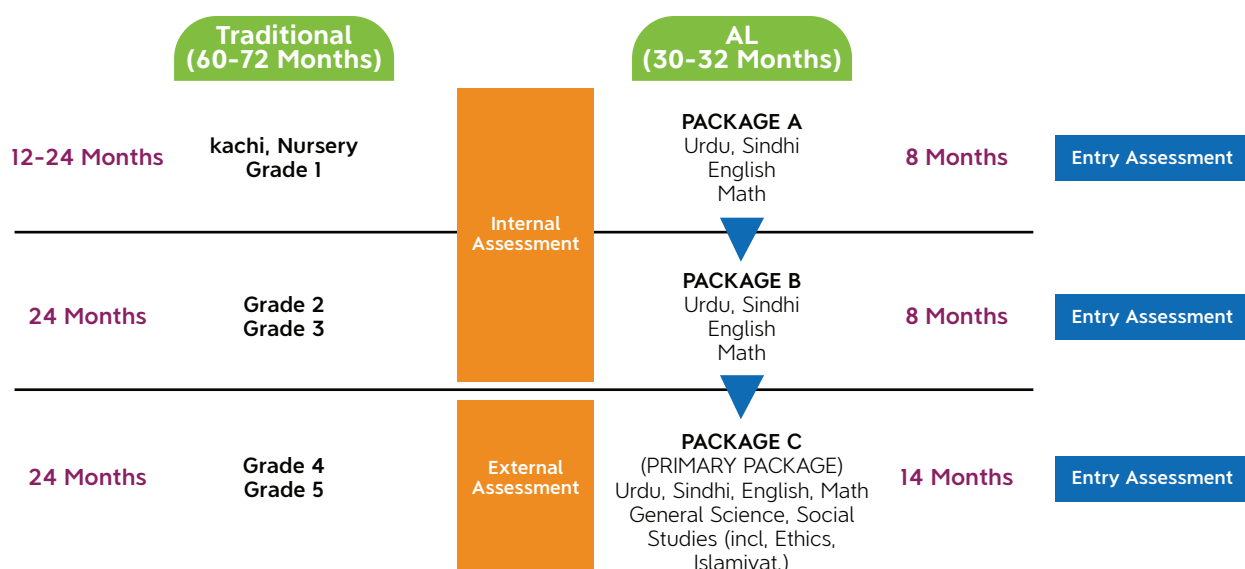 Traditional
(60-72 Months)
AL
(30-32 Months)
12-24 Months
kachi, Nursery
Grade 1
Internal
Assessment
PACKAGE A
Urdu, Sindhi
English
Math
8 Months
Entry Assessment
24 Months
Grade 2
Grade 3
PACKAGE B
Urdu, Sindhi
English
Math
8 Months
Entry Assessment
24 Months
Grade 4
Grade 5
External
Assessment
PACKAGE C
(PRIMARY PACKAGE)
Urdu, Sindhi, English, Math
General Science, Social
Studies (incl, Ethics,
Islamiyat.)
14 Months
Entry Assessment